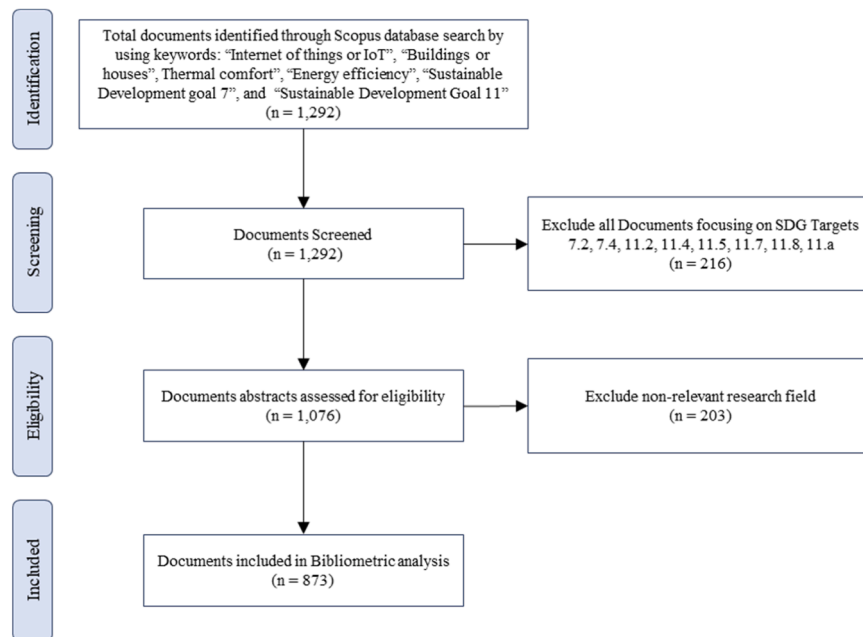 Identification
Total documents identified through Scopus database search by
using keywords: “Internet of things or IoT”, “Buildings or
houses”, Thermal comfort”, “Energy efficiency”, “Sustainable
Development goal 7”, and “Sustainable Development Goal 11”
(n = 1,292)
Screening
Documents Screened
(n = 1,292)
Exclude all Documents focusing on SDG Targets
7.2, 7.4, 11.2, 11.4, 11.5, 11.7, 11.8, 11.a
(n = 216)
Eligibility
Documents abstracts assessed for eligibility
(n = 1,076)
Exclude non-relevant research field
(n = 203)
Included
Documents included in Bibliometric analysis
(n = 873)